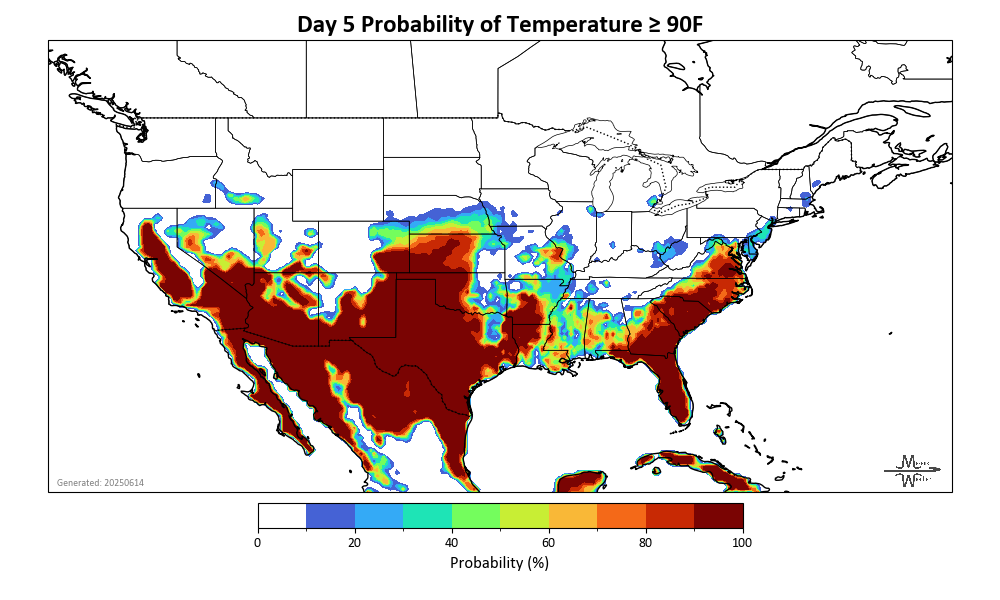 Day 5 Probability of Temperature ≥ 90F
Generated: 20250614
0 20 40 60 80 100
Probability (%)